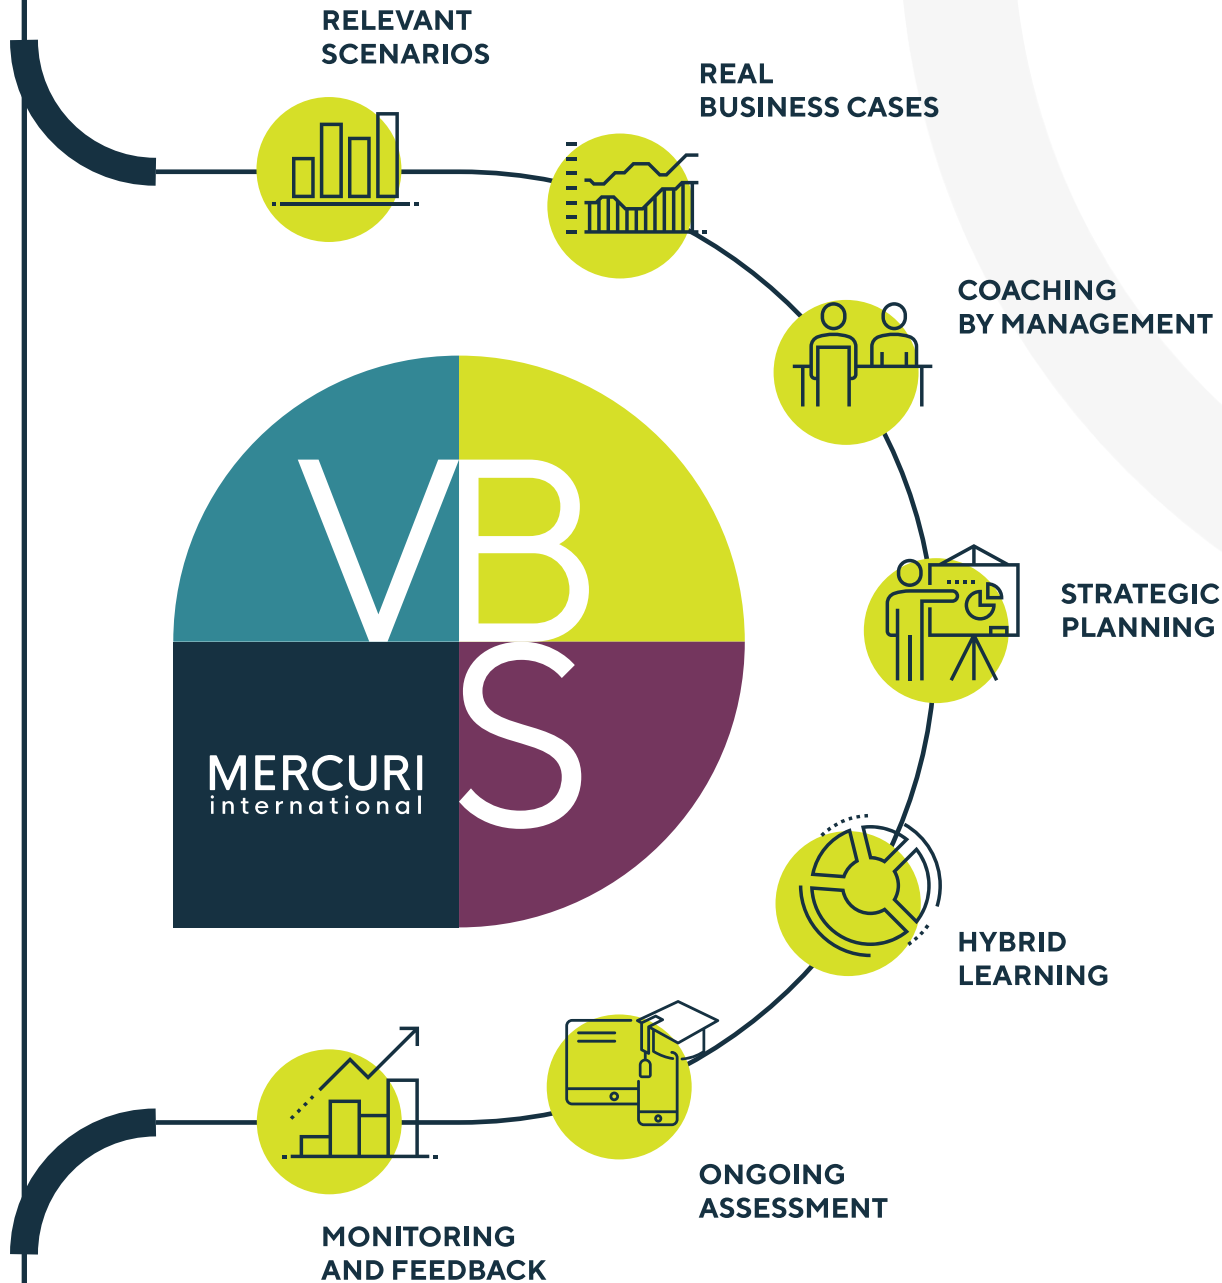 RELEVANT
SCENARIOS
REAL
BUSINESS CASES
COACHING
BY MANAGEMENT
VB
S
STRATEGIC
PLANNING
MERCURI
international
HYBRID
LEARNING
ONGOING
ASSESSMENT
MONITORING
AND FEEDBACK